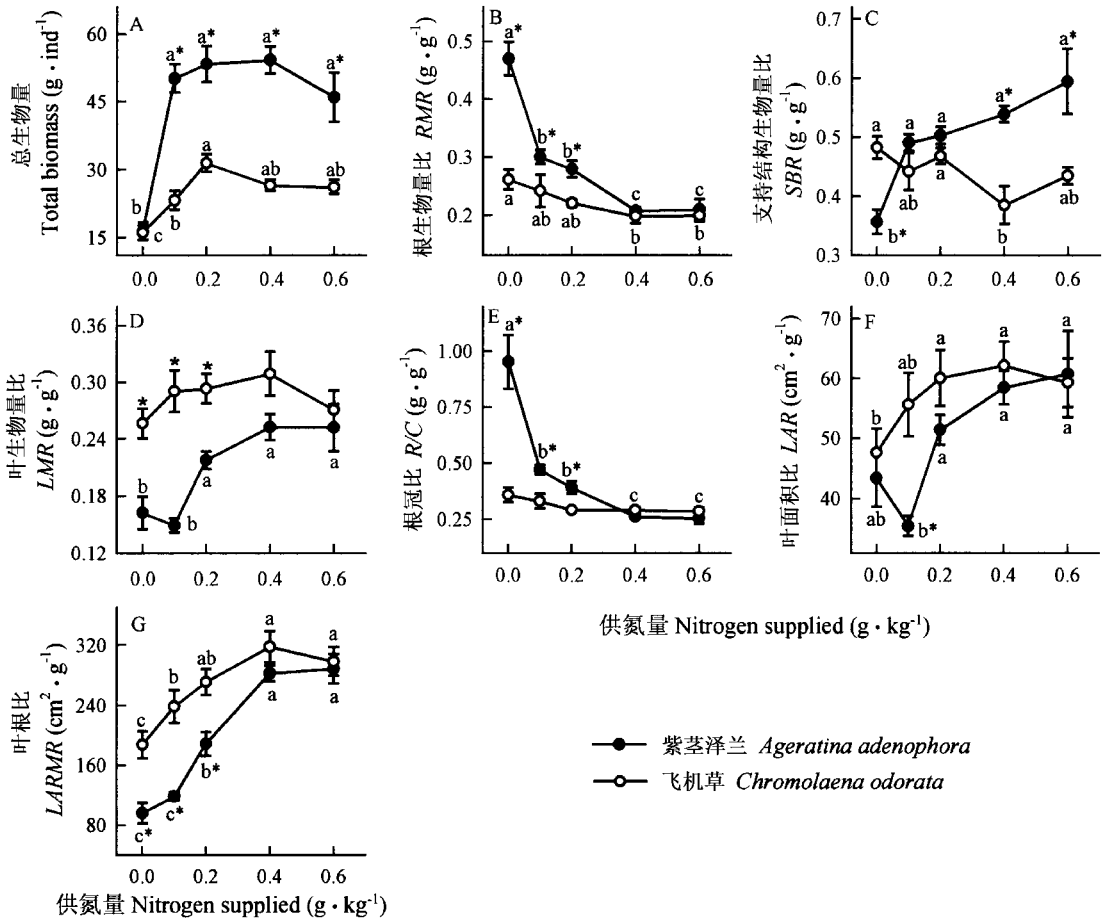 A
总生物量
Total biomass (g · ind⁻¹)
60
45
30
15
a*
a*
a*
a*
b
c
b
a
ab
ab
0.0 0.2 0.4 0.6
B
根生物量比 RMR (g · g⁻¹)
0.5
0.4
0.3
0.2
a*
b*
b*
c
c
a
ab
ab
b
b
0.0 0.2 0.4 0.6
C
支持结构生物量比
SBR (g · g⁻¹)
0.7
0.6
0.5
0.4
0.3
a
a
a
a*
a*
b*
ab
a
b
ab
0.0 0.2 0.4 0.6
D
叶生物量比
LMR (g · g⁻¹)
0.36
0.30
0.24
0.18
0.12
*
*
*
b
b
a
a
a
0.0 0.2 0.4 0.6
E
根冠比 R/C (g · g⁻¹)
1.00
0.75
0.50
0.25
a*
b*
b*
c
c
0.0 0.2 0.4 0.6
F
叶面积比 LAR (cm² · g⁻¹)
70
60
50
40
b
ab
a
a
a
ab
b*
a
a
a
0.0 0.2 0.4 0.6
供氮量 Nitrogen supplied (g · kg⁻¹)
G
叶根比
LARMR (cm² · g⁻¹)
320
240
160
80
c
b
ab
a
a
c*
c*
b*
a
a
0.0 0.2 0.4 0.6
供氮量 Nitrogen supplied (g · kg⁻¹)
紫茎泽兰 Ageratina adenophora
飞机草 Chromolaena odorata